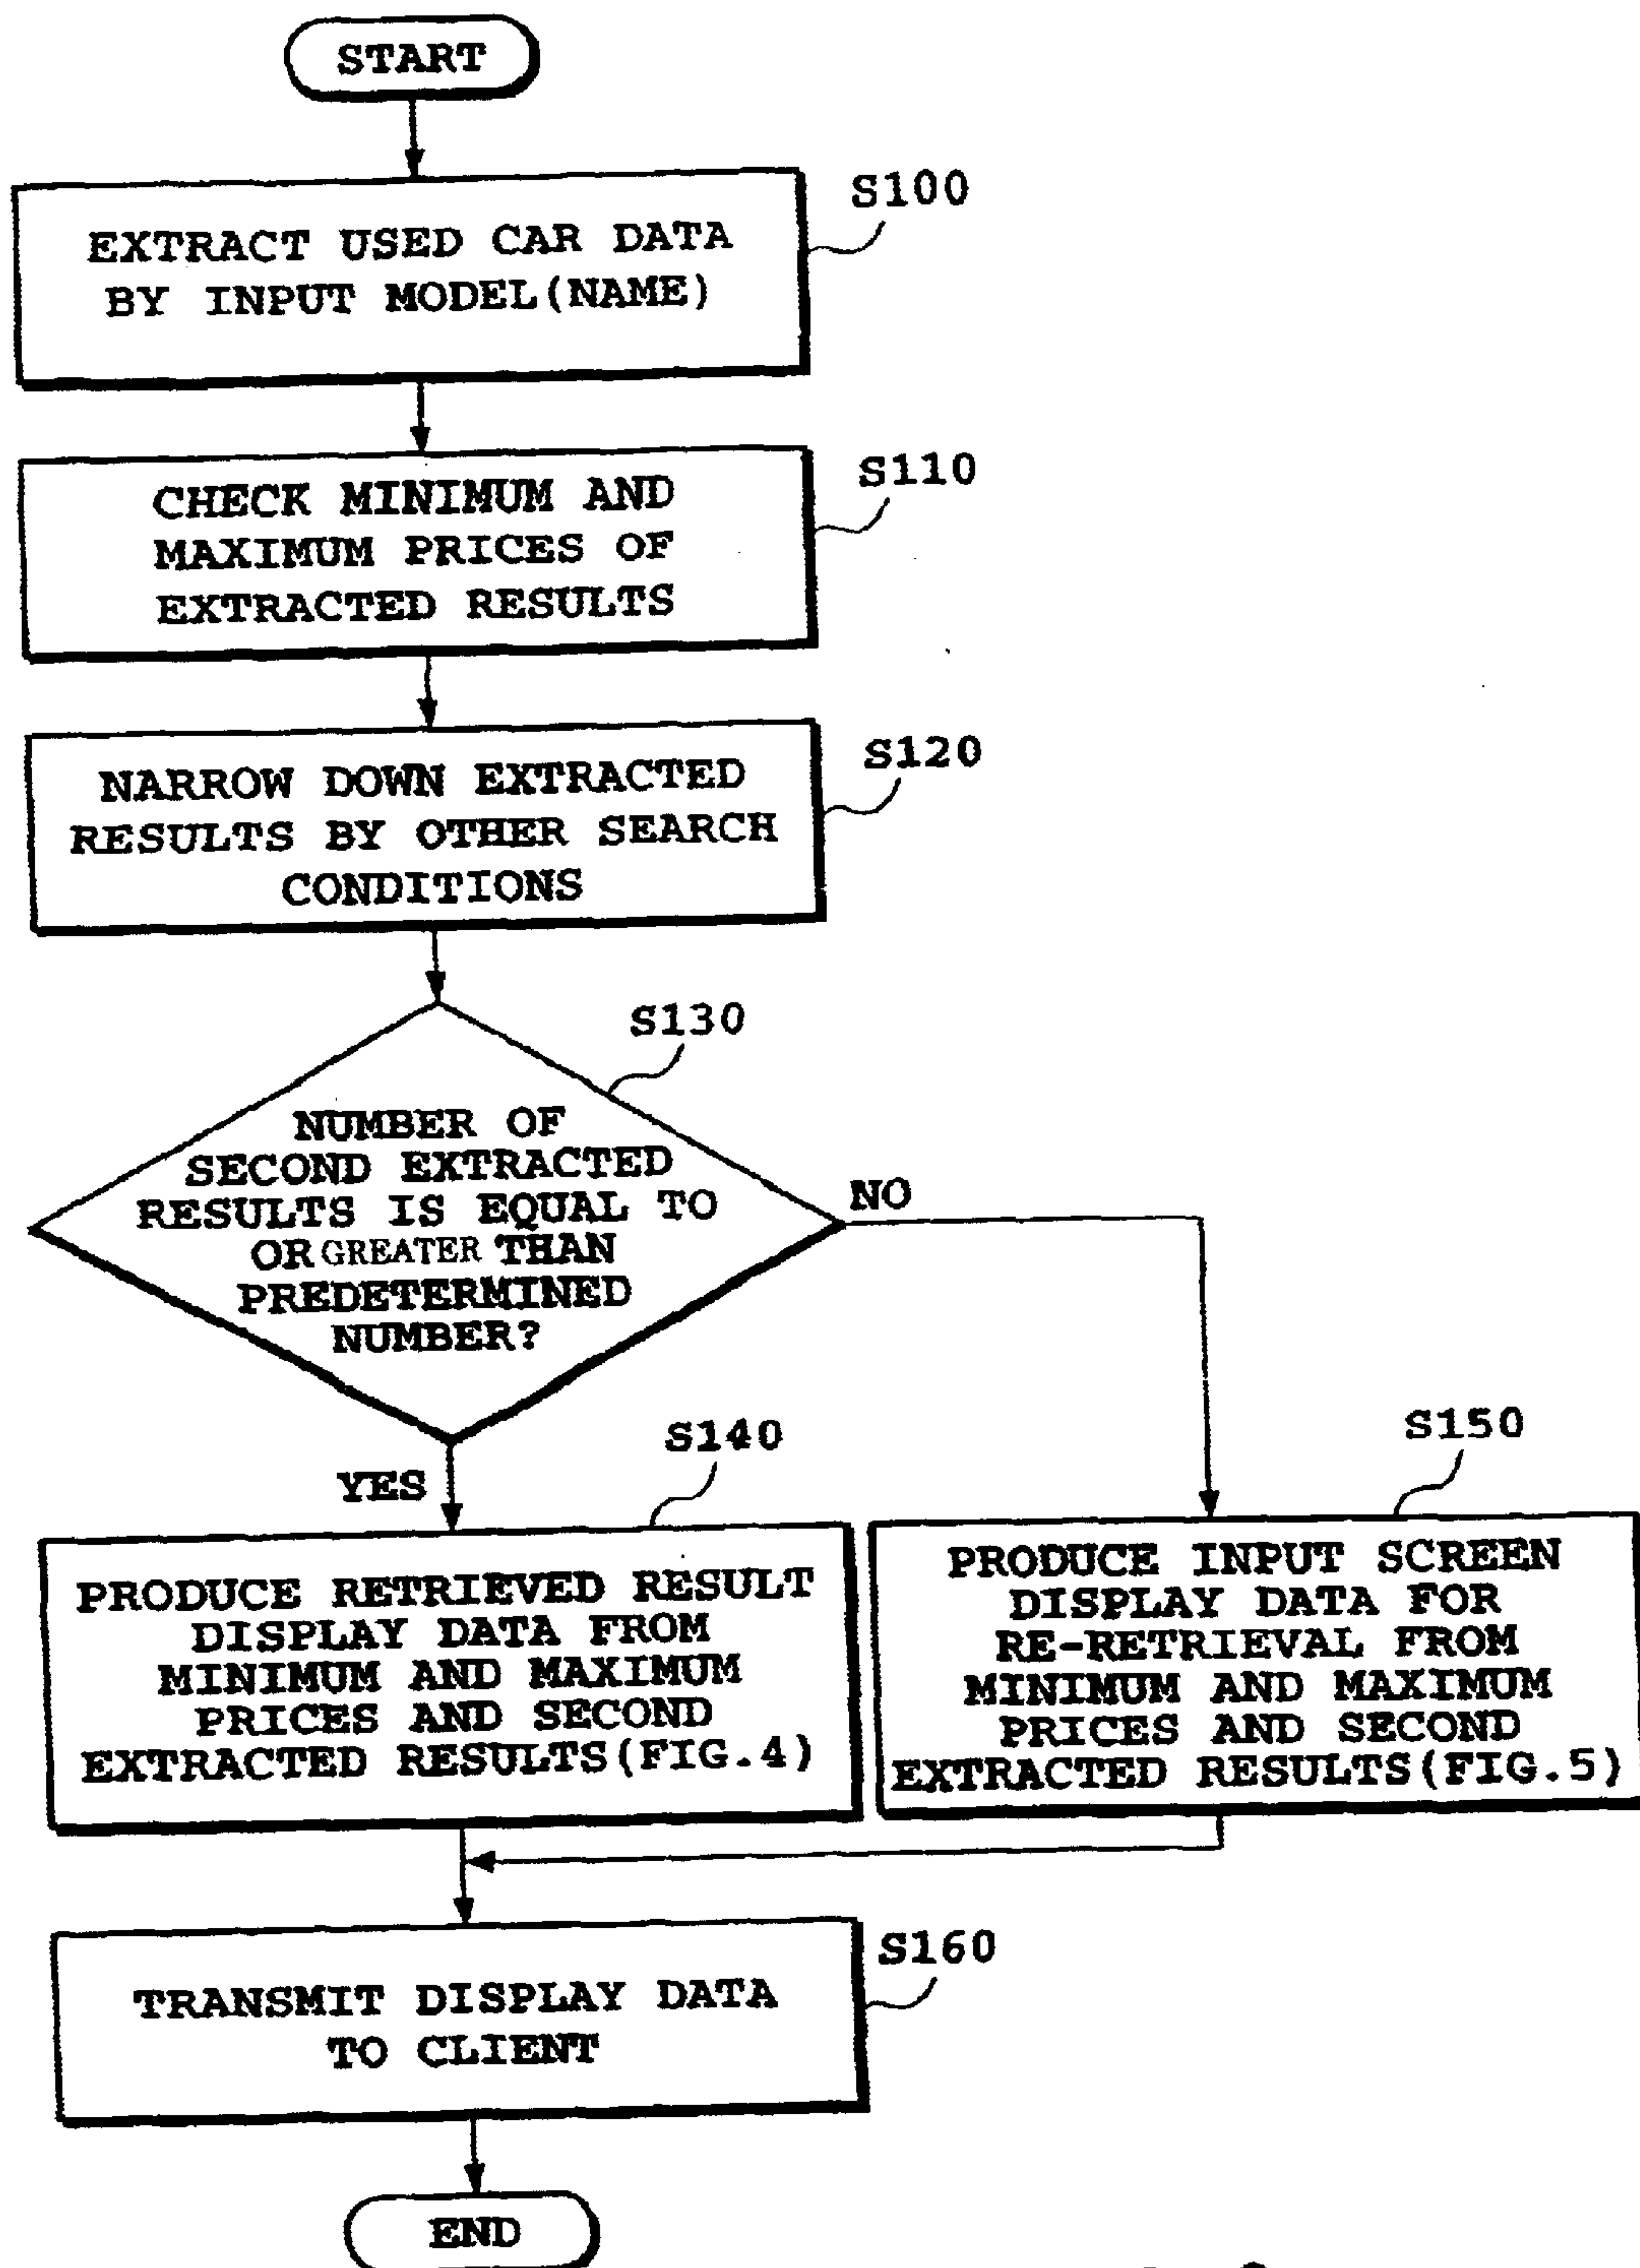 START
S100
EXTRACT USED CAR DATA
BY INPUT MODEL(NAME)
S110
CHECK MINIMUM AND
MAXIMUM PRICES OF
EXTRACTED RESULTS
S120
NARROW DOWN EXTRACTED
RESULTS BY OTHER SEARCH
CONDITIONS
S130
NUMBER OF
SECOND EXTRACTED
RESULTS IS EQUAL TO
OR GREATER THAN
PREDETERMINED
NUMBER?
NO
YES
S140
PRODUCE RETRIEVED RESULT
DISPLAY DATA FROM
MINIMUM AND MAXIMUM
PRICES AND SECOND
EXTRACTED RESULTS(FIG.4)
S150
PRODUCE INPUT SCREEN
DISPLAY DATA FOR
RE-RETRIEVAL FROM
MINIMUM AND MAXIMUM
PRICES AND SECOND
EXTRACTED RESULTS(FIG.5)
S160
TRANSMIT DISPLAY DATA
TO CLIENT
END